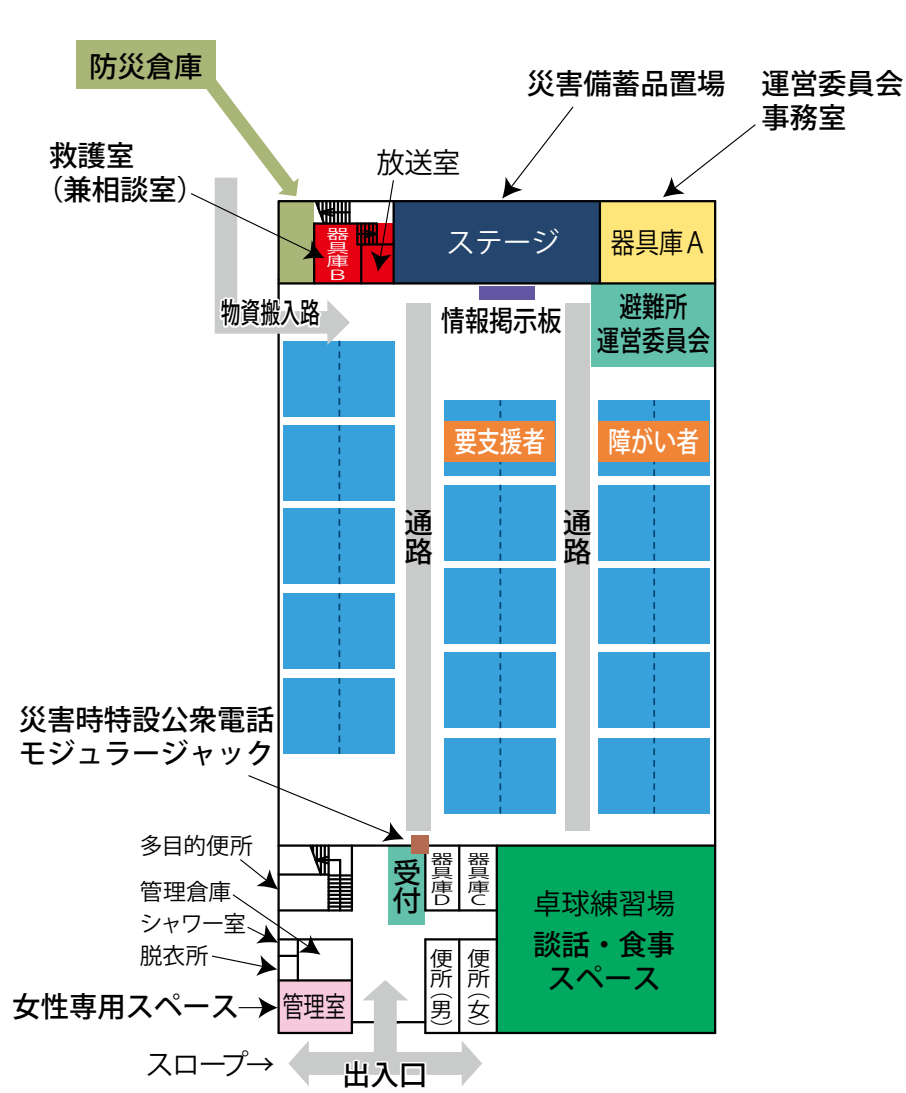 防災倉庫
災害備蓄品置場
運営委員会
事務室
救護室
（兼相談室）
放送室
器具庫B
ステージ
器具庫A
物資搬入路
情報掲示板
避難所
運営委員会
要支援者
障がい者
通路
通路
災害時特設公衆電話
モジュラージャック
多目的便所
管理倉庫
シャワー室
脱衣所
女性専用スペース
管理室
受付
器具庫D
器具庫C
便所(男)
便所(女)
卓球練習場
談話・食事
スペース
スロープ→
出入口